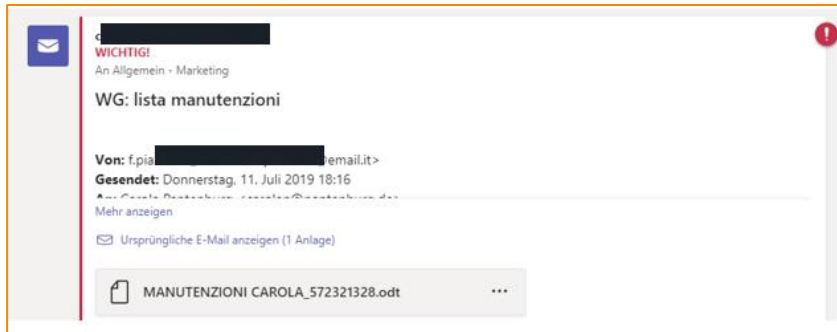 WICHTIG!
An Allgemein - Marketing
WG: lista manutenzioni
Von: f.pia @email.it>
Gesendet: Donnerstag, 11. Juli 2019 18:16
Mehr anzeigen
Ursprüngliche E-Mail anzeigen (1 Anlage)
MANUTENZIONI CAROLA_572321328.odt